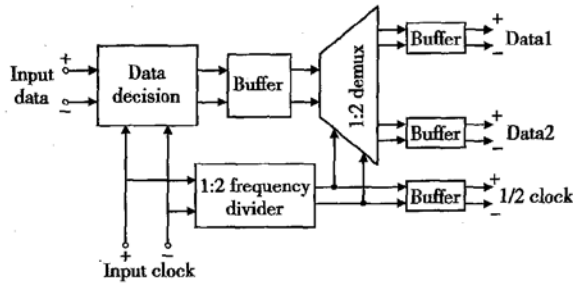 +
Input
data
−
Data
decision
Buffer
1:2 demux
Buffer
+
−
Data1
Buffer
+
−
Data2
1:2 frequency
divider
Buffer
+
−
1/2 clock
+ −
Input clock